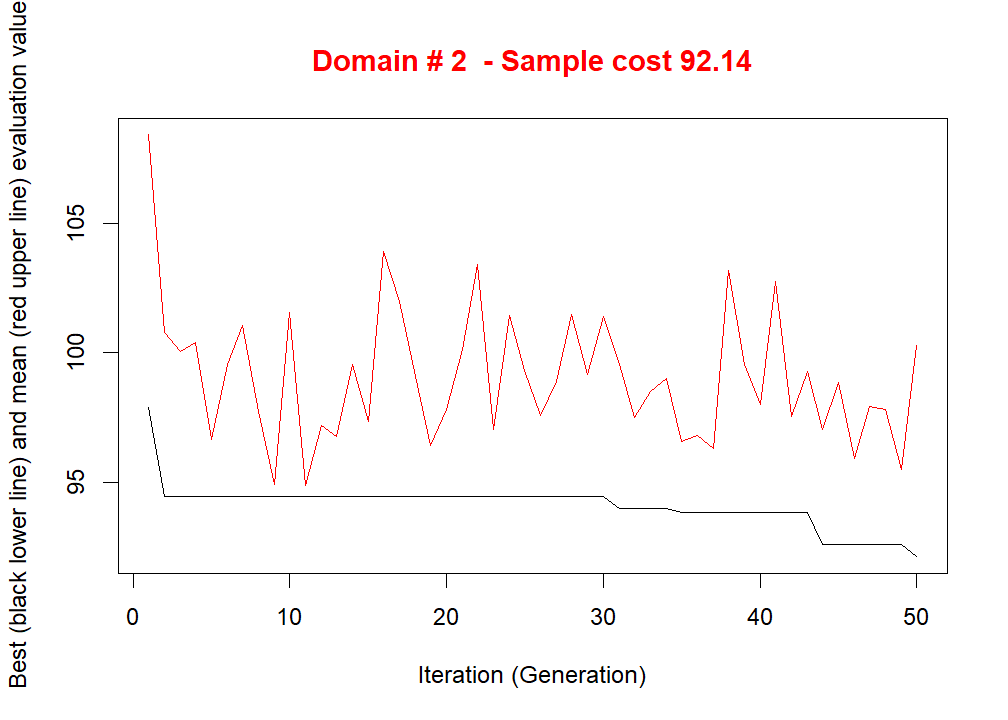 Domain # 2  - Sample cost 92.14
Best (black lower line) and mean (red upper line) evaluation value
105
100
95
0 10 20 30 40 50
Iteration (Generation)